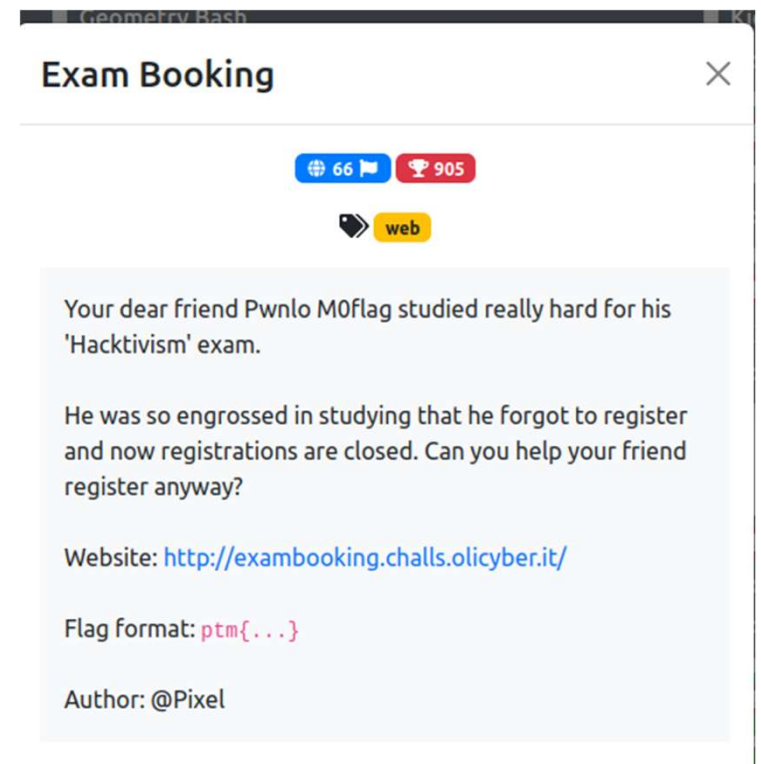 Geometry Bash
Exam Booking
66
905
web
Your dear friend Pwnlo M0flag studied really hard for his
'Hacktivism' exam.
He was so engrossed in studying that he forgot to register
and now registrations are closed. Can you help your friend
register anyway?
Website: http://exambooking.challs.olicyber.it/
Flag format: ptm{...}
Author: @Pixel